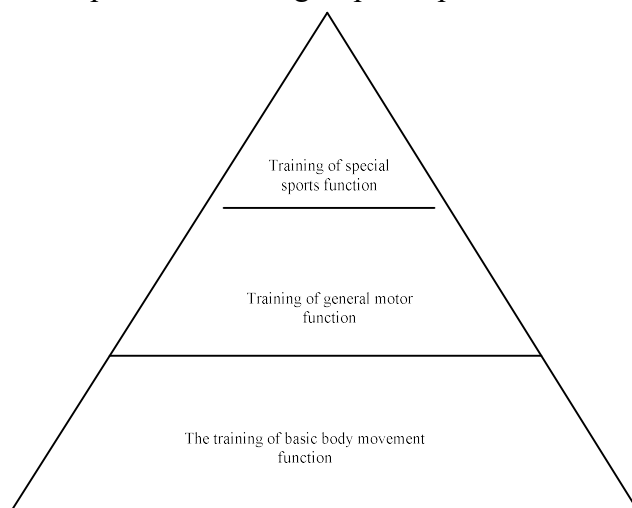 Training of special
sports function
Training of general motor
function
The training of basic body movement
function